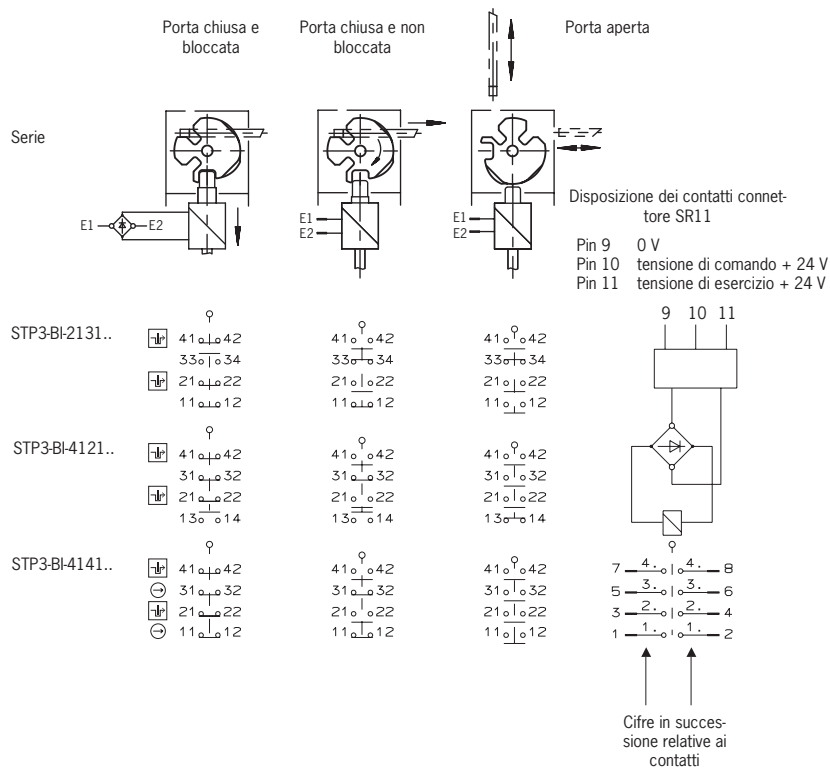 Porta chiusa e
bloccata
Porta chiusa e non
bloccata
Porta aperta
Serie
E1 E2
E1
E2
E1
E2
Disposizione dei contatti connet-
tore SR11
Pin 9 0 V
Pin 10 tensione di comando + 24 V
Pin 11 tensione di esercizio + 24 V
9 10 11
STP3-BI-2131..
41 42 41 42 41 42
33 34 33 34 33 34
21 22 21 22 21 22
11 12 11 12 11 12
STP3-BI-4121..
41 42 41 42 41 42
31 32 31 32 31 32
21 22 21 22 21 22
13 14 13 14 13 14
STP3-BI-4141..
41 42 41 42 41 42
31 32 31 32 31 32
21 22 21 22 21 22
11 12 11 12 11 12
7 4. 4. 8
5 3. 3. 6
3 2. 2. 4
1 1. 1. 2
Cifre in succes-
sione relative ai
contatti